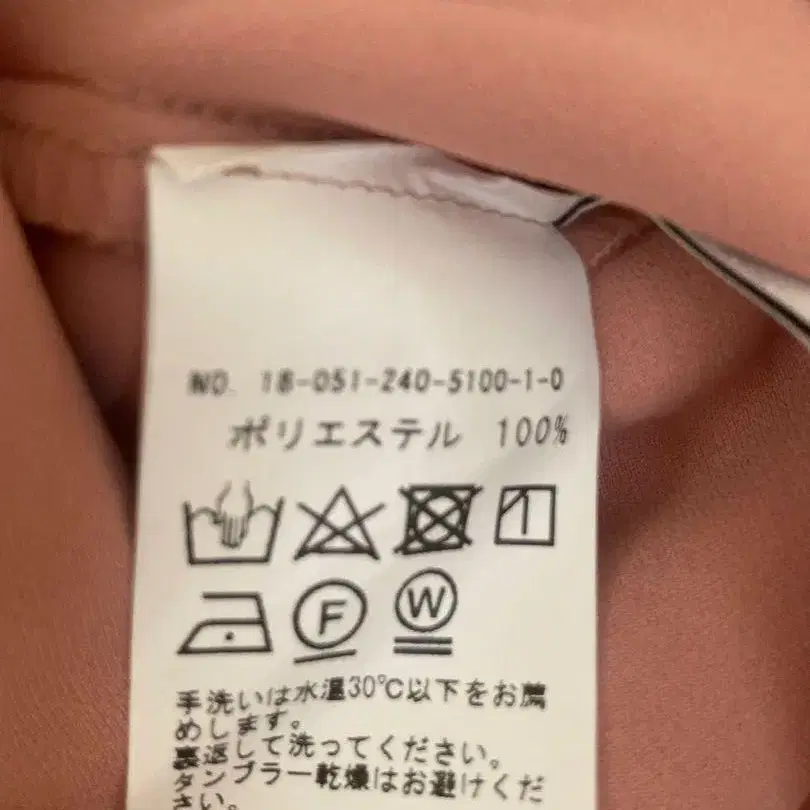 NO. 18-051-240-5100-1-0
ポリエステル 100%
F W
手洗いは水温30℃以下をお薦
めします。
裏返して洗ってください。
タンブラー乾燥はお避けくだ
さい。